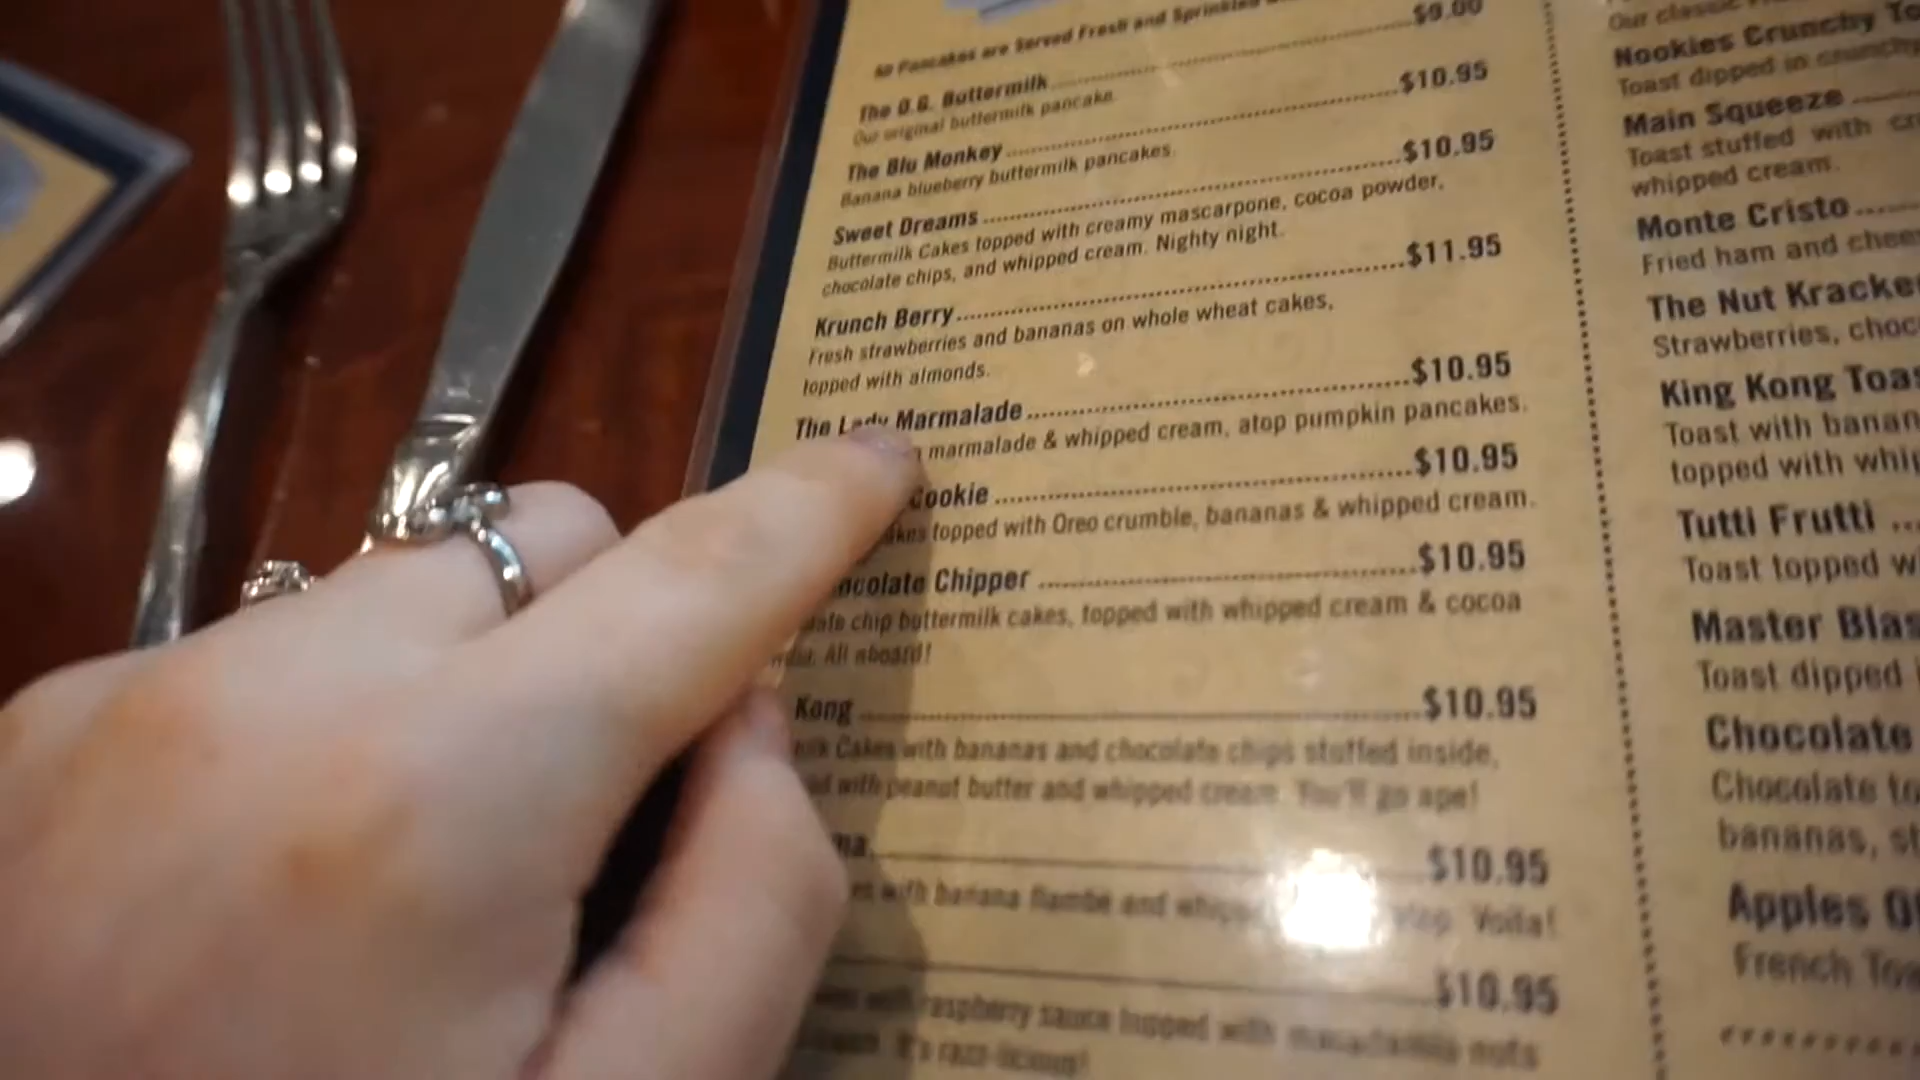 Pancakes are Served Fresh and Sprinkled
The O.G. Buttermilk ........ $9.00
Our original buttermilk pancake.
The Blu Monkey ........ $10.95
Banana blueberry buttermilk pancakes.
Sweet Dreams ........ $10.95
Buttermilk Cakes topped with creamy mascarpone, cocoa powder,
chocolate chips, and whipped cream. Nighty night.
Krunch Berry ........ $11.95
Fresh strawberries and bananas on whole wheat cakes,
topped with almonds.
The Lady Marmalade ........ $10.95
marmalade & whipped cream, atop pumpkin pancakes.
Cookie ........ $10.95
topped with Oreo crumble, bananas & whipped cream.
Chipper ........ $10.95
chip buttermilk cakes, topped with whipped cream & cocoa
All aboard!
Kong ........ $10.95
Cakes with bananas and chocolate chips stuffed inside,
with peanut butter and whipped cream. You'll go ape!
$10.95
with banana flambé and Voila!
$10.95
raspberry sauce topped with macadamia nuts
It's razz-licious!
Our classic
Nookies Crunchy
Toast dipped in crunchy
Main Squeeze
Toast stuffed with
whipped cream.
Monte Cristo
Fried ham and
The Nut
Strawberries,
King Kong
Toast with
topped with
Tutti Frutti
Toast topped
Master
Toast dipped
Chocolate
Chocolate
bananas,
Apples
French